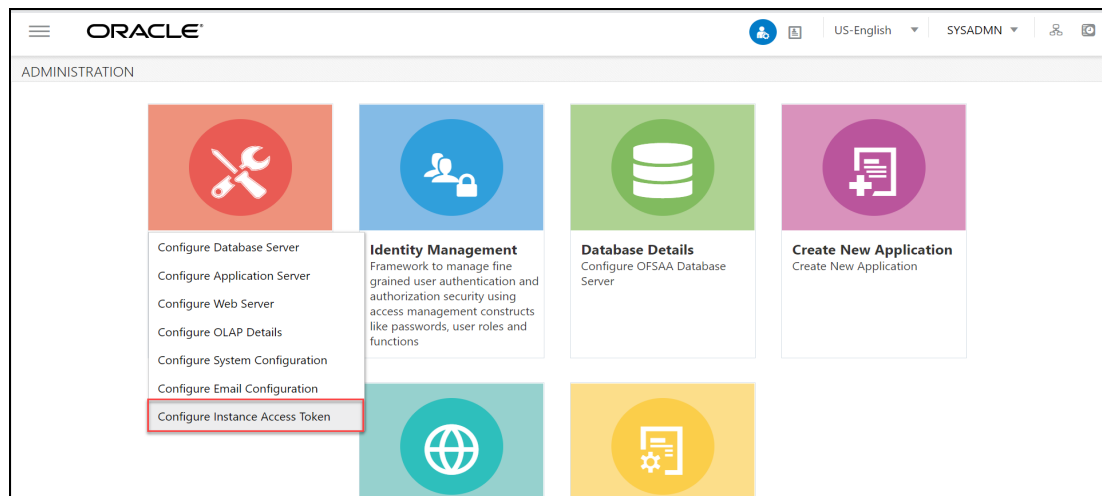 ORACLE
US-English
SYSADMN
ADMINISTRATION
Configure Database Server
Configure Application Server
Configure Web Server
Configure OLAP Details
Configure System Configuration
Configure Email Configuration
Configure Instance Access Token
Identity Management
Framework to manage fine
grained user authentication and
authorization security using
access management constructs
like passwords, user roles and
functions
Database Details
Configure OFSAA Database
Server
Create New Application
Create New Application